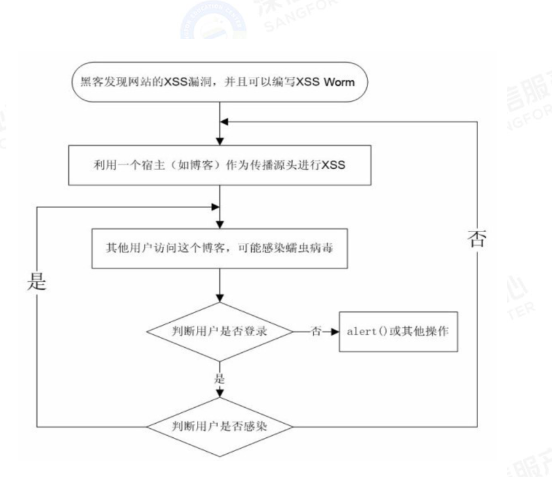 SANGFOR
黑客发现网站的XSS漏洞，并且可以编写XSS Worm
利用一个宿主（如博客）作为传播源头进行XSS
其他用户访问这个博客，可能感染蠕虫病毒
否
是
判断用户是否登录
否
alert()或其他操作
是
判断用户是否感染